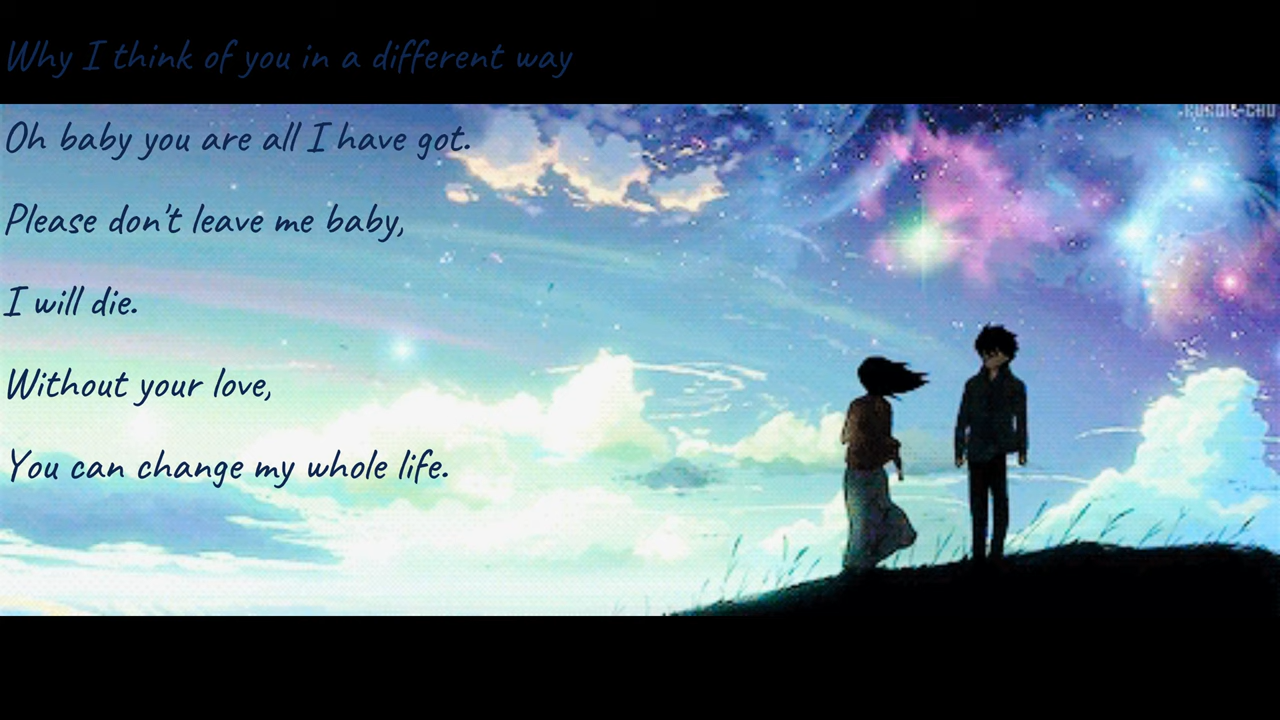 Why I think of you in a different way
Oh baby you are all I have got.
Please don't leave me baby,
I will die.
Without your love,
You can change my whole life.